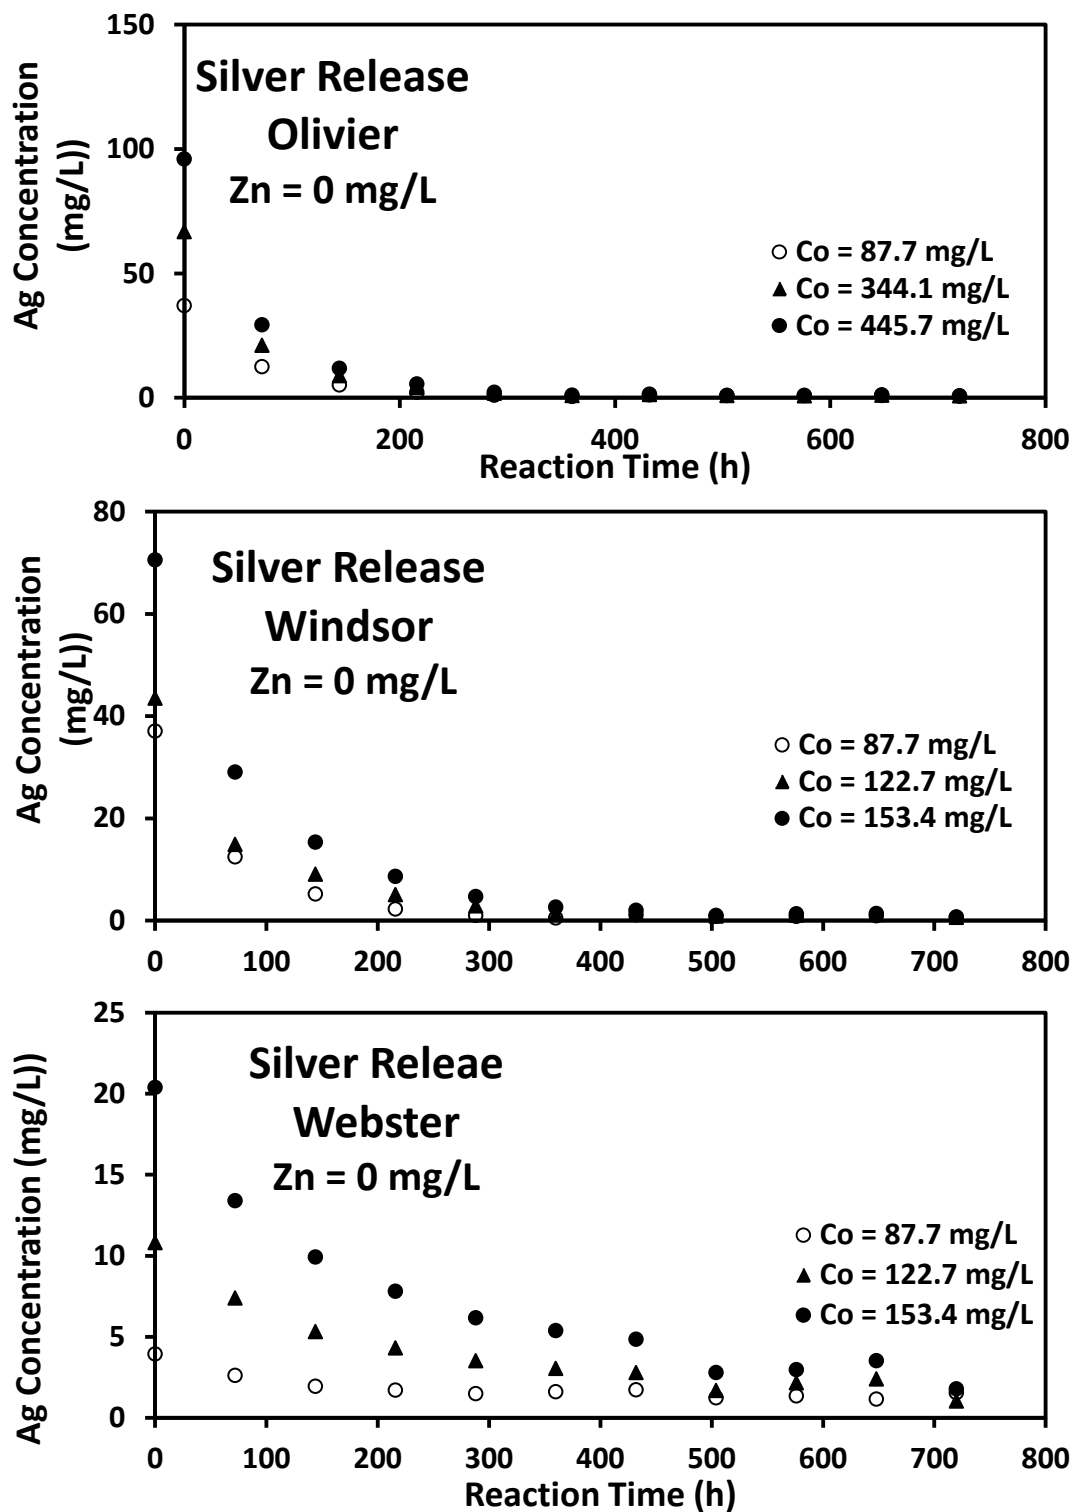 150
100
50
0
Ag Concentration
(mg/L))
Silver Release
Olivier
Zn = 0 mg/L
Co = 87.7 mg/L
Co = 344.1 mg/L
Co = 445.7 mg/L
0 200 400 600 800
Reaction Time (h)
80
60
40
20
0
Ag Concentration
(mg/L))
Silver Release
Windsor
Zn = 0 mg/L
Co = 87.7 mg/L
Co = 122.7 mg/L
Co = 153.4 mg/L
0 100 200 300 400 500 600 700 800
25
20
15
10
5
0
Ag Concentration (mg/L))
Silver Releae
Webster
Zn = 0 mg/L
Co = 87.7 mg/L
Co = 122.7 mg/L
Co = 153.4 mg/L
0 100 200 300 400 500 600 700 800
Reaction Time (h)